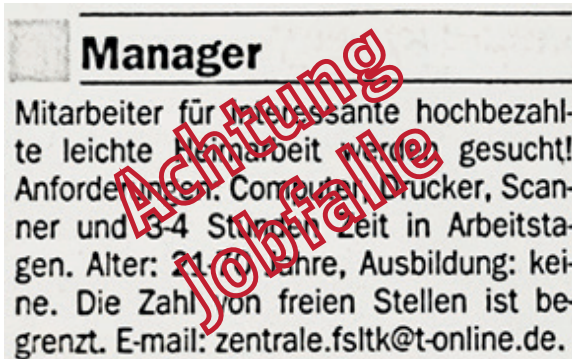 Manager
Mitarbeiter für interessante hochbezahl-
te leichte Heimarbeit werden gesucht!
Anforderungen: Computer, Drucker, Scan-
ner und 3-4 Stunden Zeit in Arbeitsta-
gen. Alter: 21-70 Jahre, Ausbildung: kei-
ne. Die Zahl von freien Stellen ist be-
grenzt. E-mail: zentrale.fsltk@t-online.de.
Achtung
Jobfalle